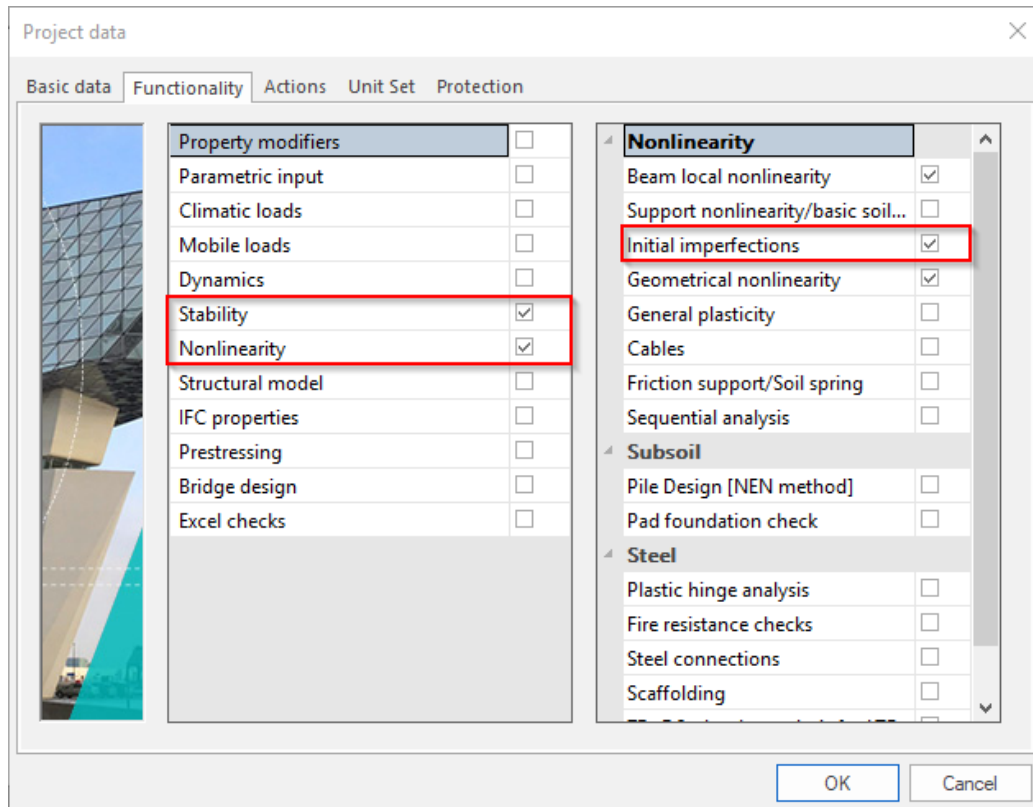 Project data
Basic data Functionality Actions Unit Set Protection
Property modifiers
Parametric input
Climatic loads
Mobile loads
Dynamics
Stability
Nonlinearity
Structural model
IFC properties
Prestressing
Bridge design
Excel checks
Nonlinearity
Beam local nonlinearity
Support nonlinearity/basic soil...
Initial imperfections
Geometrical nonlinearity
General plasticity
Cables
Friction support/Soil spring
Sequential analysis
Subsoil
Pile Design [NEN method]
Pad foundation check
Steel
Plastic hinge analysis
Fire resistance checks
Steel connections
Scaffolding
OK Cancel